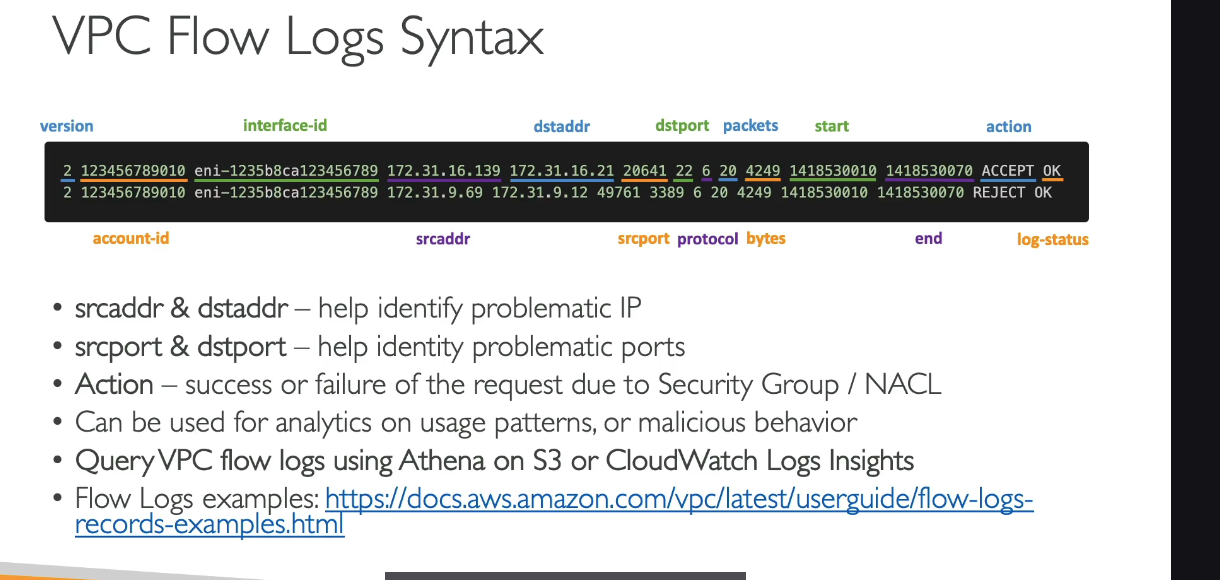 VPC Flow Logs Syntax
version interface-id dstaddr dstport packets start action
2 123456789010 eni-1235b8ca123456789 172.31.16.139 172.31.16.21 20641 22 6 20 4249 1418530010 1418530070 ACCEPT OK
2 123456789010 eni-1235b8ca123456789 172.31.9.69 172.31.9.12 49761 3389 6 20 4249 1418530010 1418530070 REJECT OK
account-id srcaddr srcport protocol bytes end log-status
• srcaddr & dstaddr – help identify problematic IP
• srcport & dstport – help identity problematic ports
• Action – success or failure of the request due to Security Group / NACL
• Can be used for analytics on usage patterns, or malicious behavior
• Query VPC flow logs using Athena on S3 or CloudWatch Logs Insights
• Flow Logs examples: https://docs.aws.amazon.com/vpc/latest/userguide/flow-logs-
records-examples.html